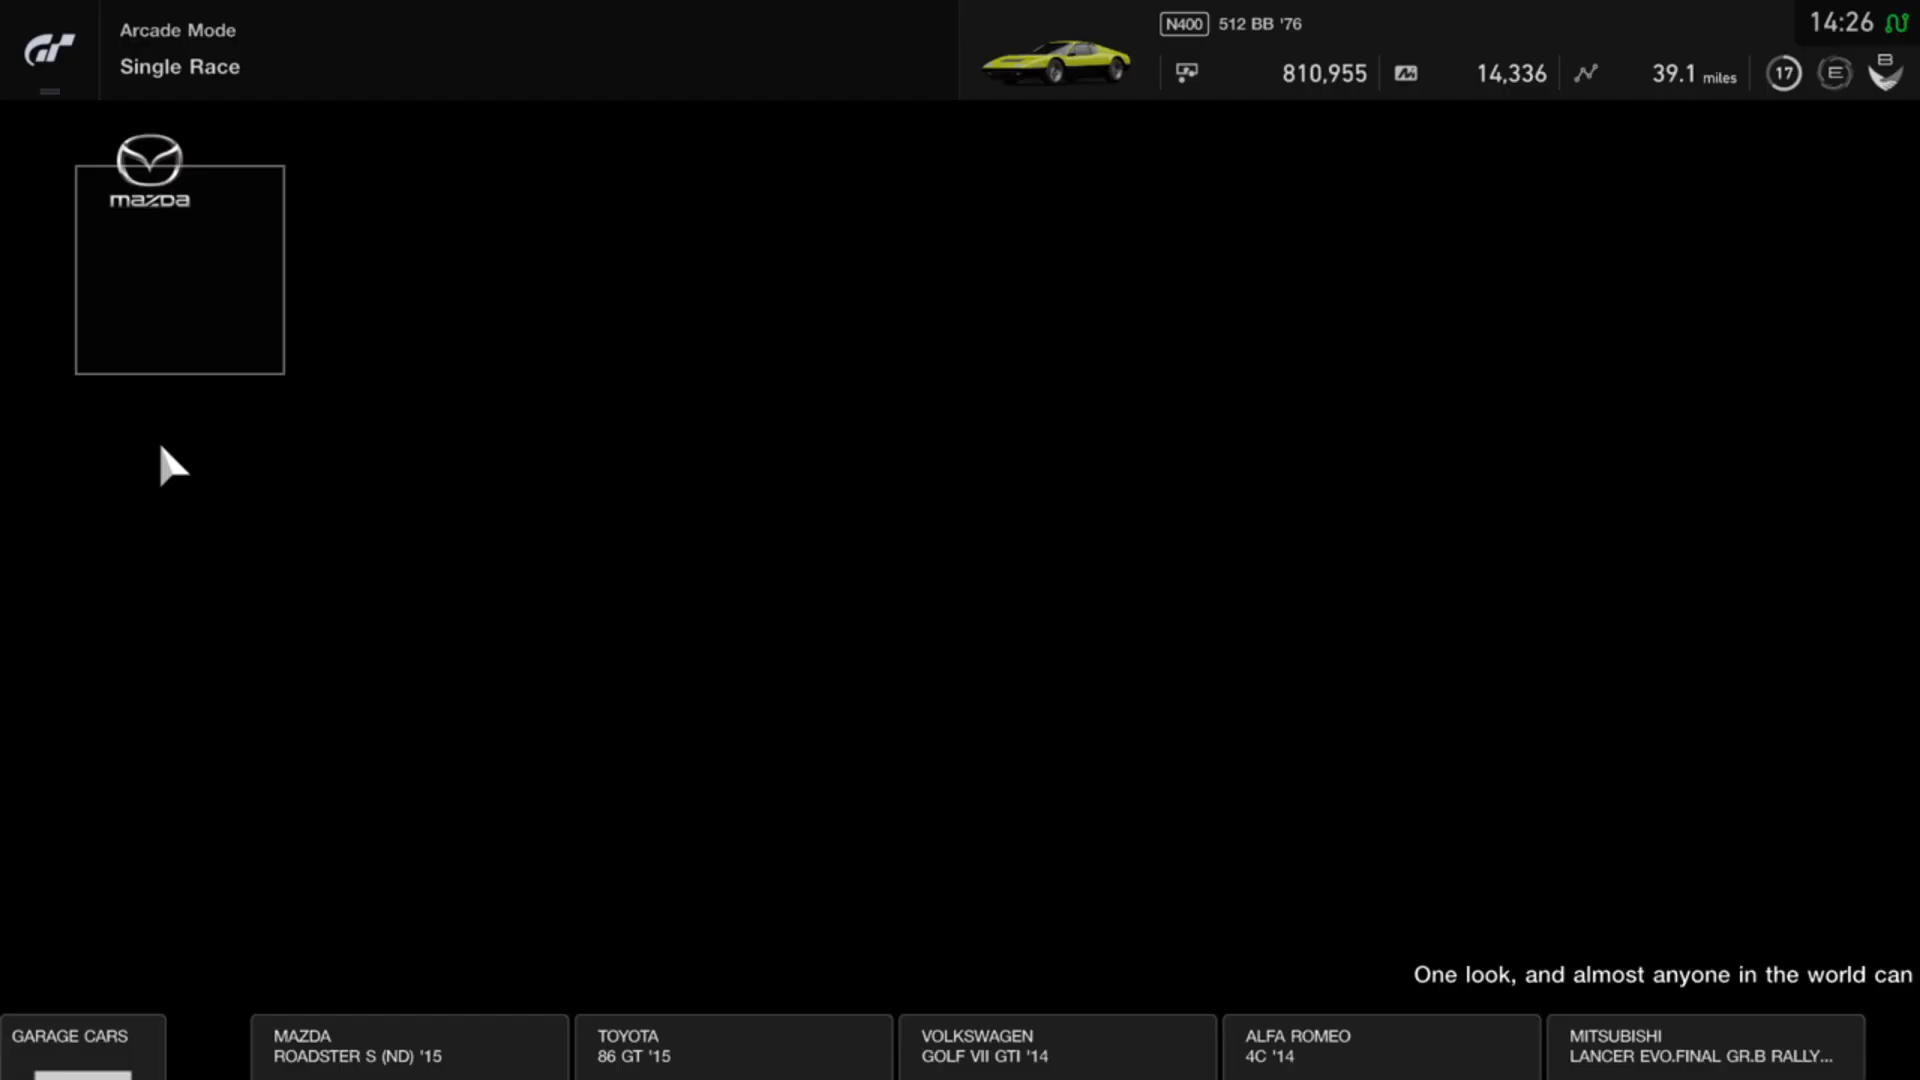 Arcade Mode
Single Race
N400 512 BB '76
14:26
810,955
14,336
39.1 miles
17
E
B
mazda
One look, and almost anyone in the world can
GARAGE CARS
MAZDA
ROADSTER S (ND) '15
TOYOTA
86 GT '15
VOLKSWAGEN
GOLF VII GTI '14
ALFA ROMEO
4C '14
MITSUBISHI
LANCER EVO.FINAL GR.B RALLY...